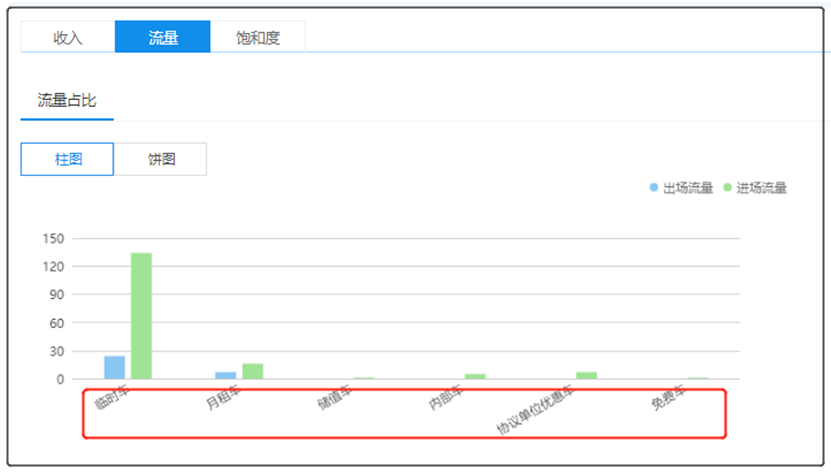 收入 流量 饱和度
流量占比
柱图 饼图
出场流量 进场流量
150
120
90
60
30
0
临时车 月租车 储值车 内部车 协议单位优惠车 免费车